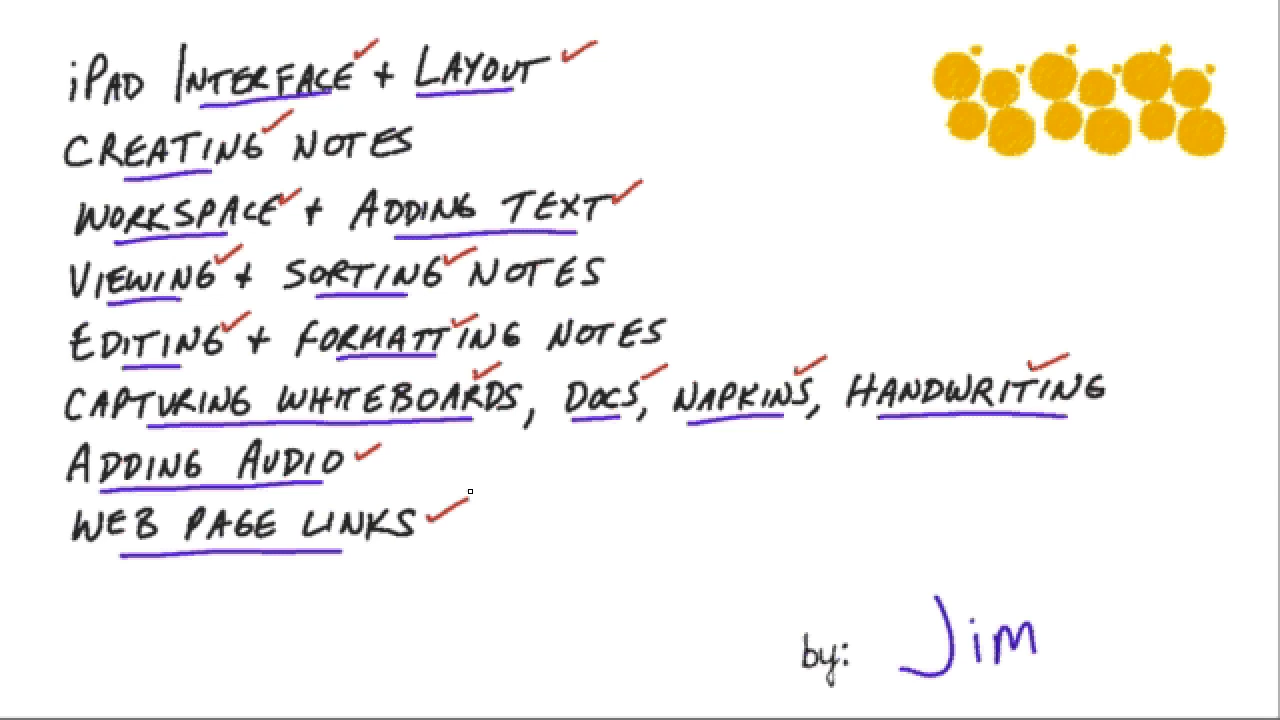 iPAD INTERFACE + LAYOUT
CREATING NOTES
WORKSPACE + ADDING TEXT
VIEWING + SORTING NOTES
EDITING + FORMATTING NOTES
CAPTURING WHITEBOARDS, DOCS, NAPKINS, HANDWRITING
ADDING AUDIO
WEB PAGE LINKS
by: Jim